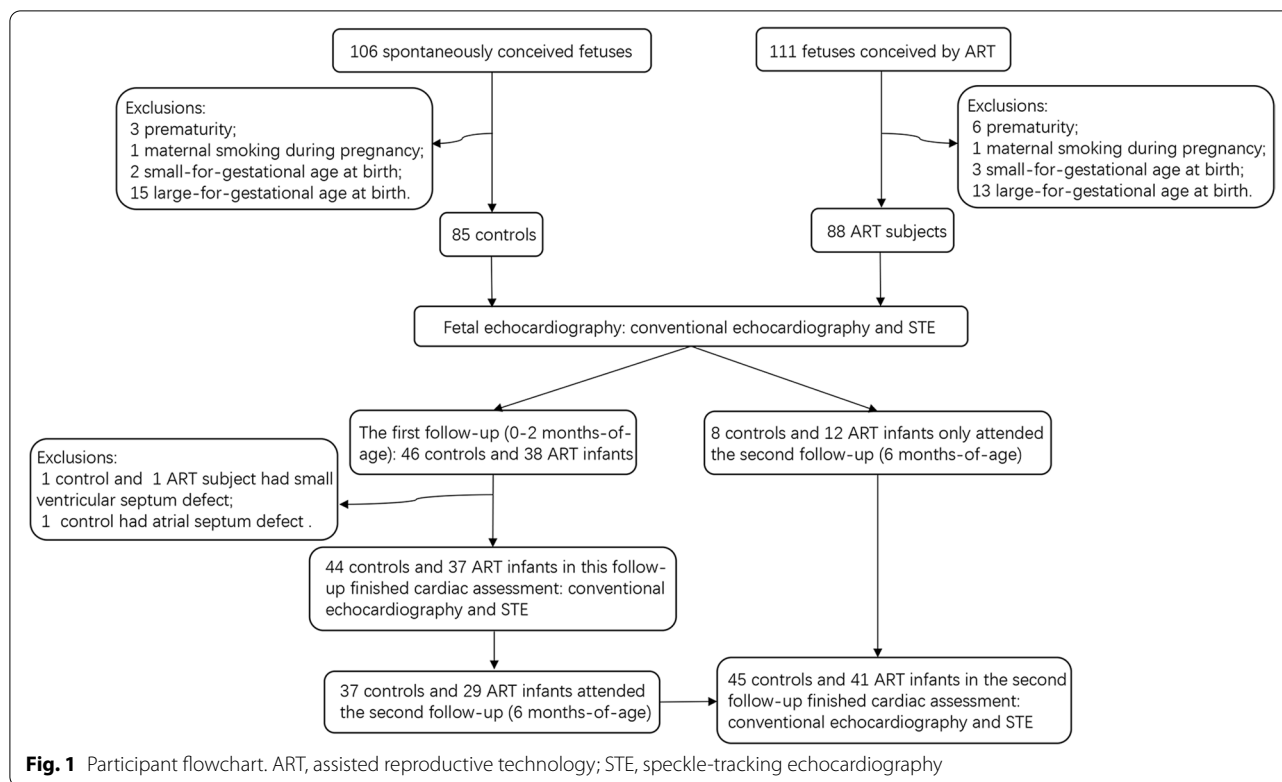 106 spontaneously conceived fetuses
111 fetuses conceived by ART
Exclusions:
3 prematurity;
1 maternal smoking during pregnancy;
2 small-for-gestational age at birth;
15 large-for-gestational age at birth.
Exclusions:
6 prematurity;
1 maternal smoking during pregnancy;
3 small-for-gestational age at birth;
13 large-for-gestational age at birth.
85 controls
88 ART subjects
Fetal echocardiography: conventional echocardiography and STE
The first follow-up (0-2 months-of-
age): 46 controls and 38 ART infants
8 controls and 12 ART infants only attended
the second follow-up (6 months-of-age)
Exclusions:
1 control and 1 ART subject had small
ventricular septum defect;
1 control had atrial septum defect .
44 controls and 37 ART infants in this follow-
up finished cardiac assessment: conventional
echocardiography and STE
37 controls and 29 ART infants attended
the second follow-up (6 months-of-age)
45 controls and 41 ART infants in the second
follow-up finished cardiac assessment:
conventional echocardiography and STE
Fig. 1 Participant flowchart. ART, assisted reproductive technology; STE, speckle-tracking echocardiography